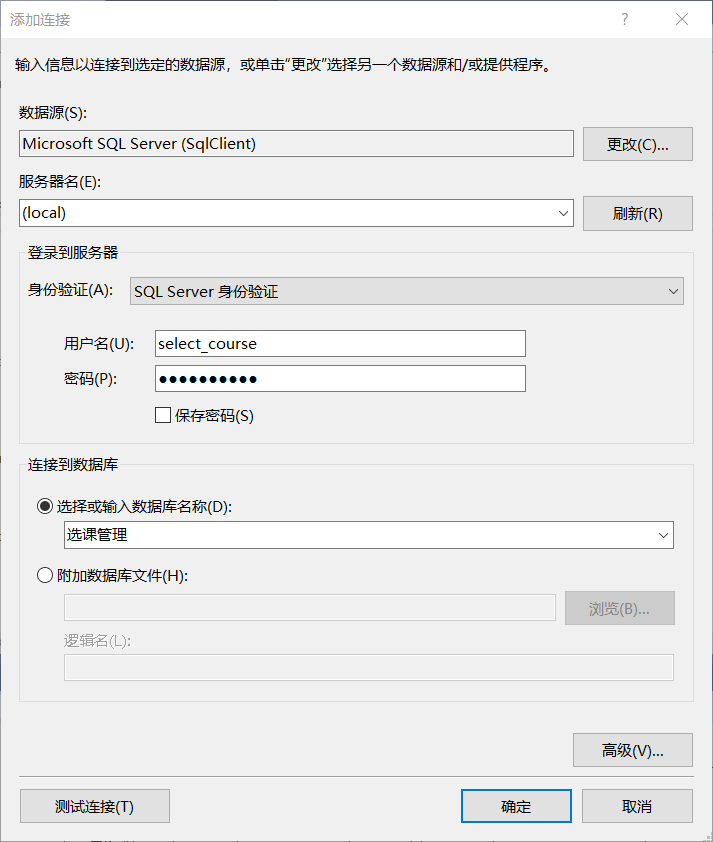 添加连接
?
输入信息以连接到选定的数据源，或单击“更改”选择另一个数据源和/或提供程序。
数据源(S):
Microsoft SQL Server (SqlClient)
更改(C)...
服务器名(E):
(local)
刷新(R)
登录到服务器
身份验证(A):
SQL Server 身份验证
用户名(U):
select_course
密码(P):
●●●●●●●●●●
保存密码(S)
连接到数据库
选择或输入数据库名称(D):
选课管理
附加数据库文件(H):
浏览(B)...
逻辑名(L):
高级(V)...
测试连接(T)
确定
取消